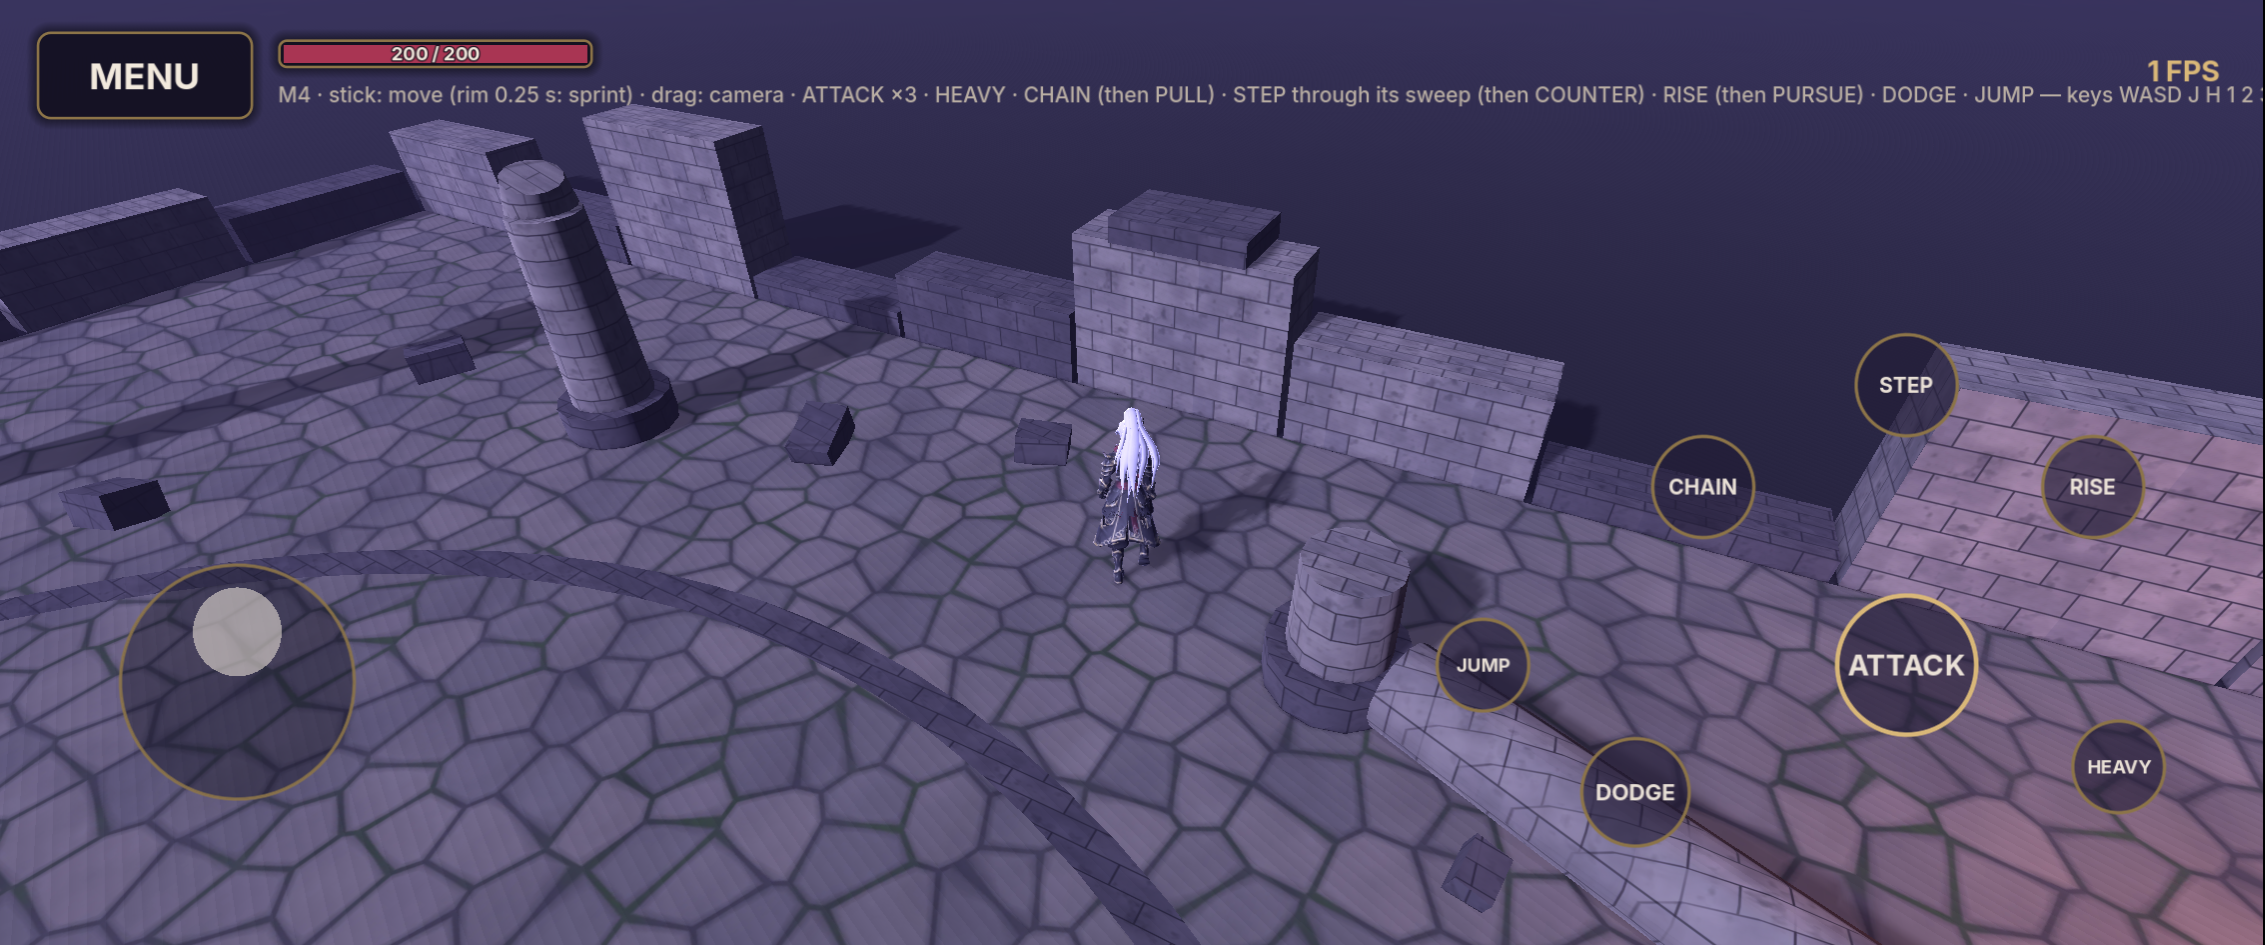 MENU
200 / 200
1 FPS
M4 · stick: move (rim 0.25 s: sprint) · drag: camera · ATTACK ×3 · HEAVY · CHAIN (then PULL) · STEP through its sweep (then COUNTER) · RISE (then PURSUE) · DODGE · JUMP — keys WASD J H 1 2
STEP
CHAIN
RISE
JUMP
ATTACK
HEAVY
DODGE